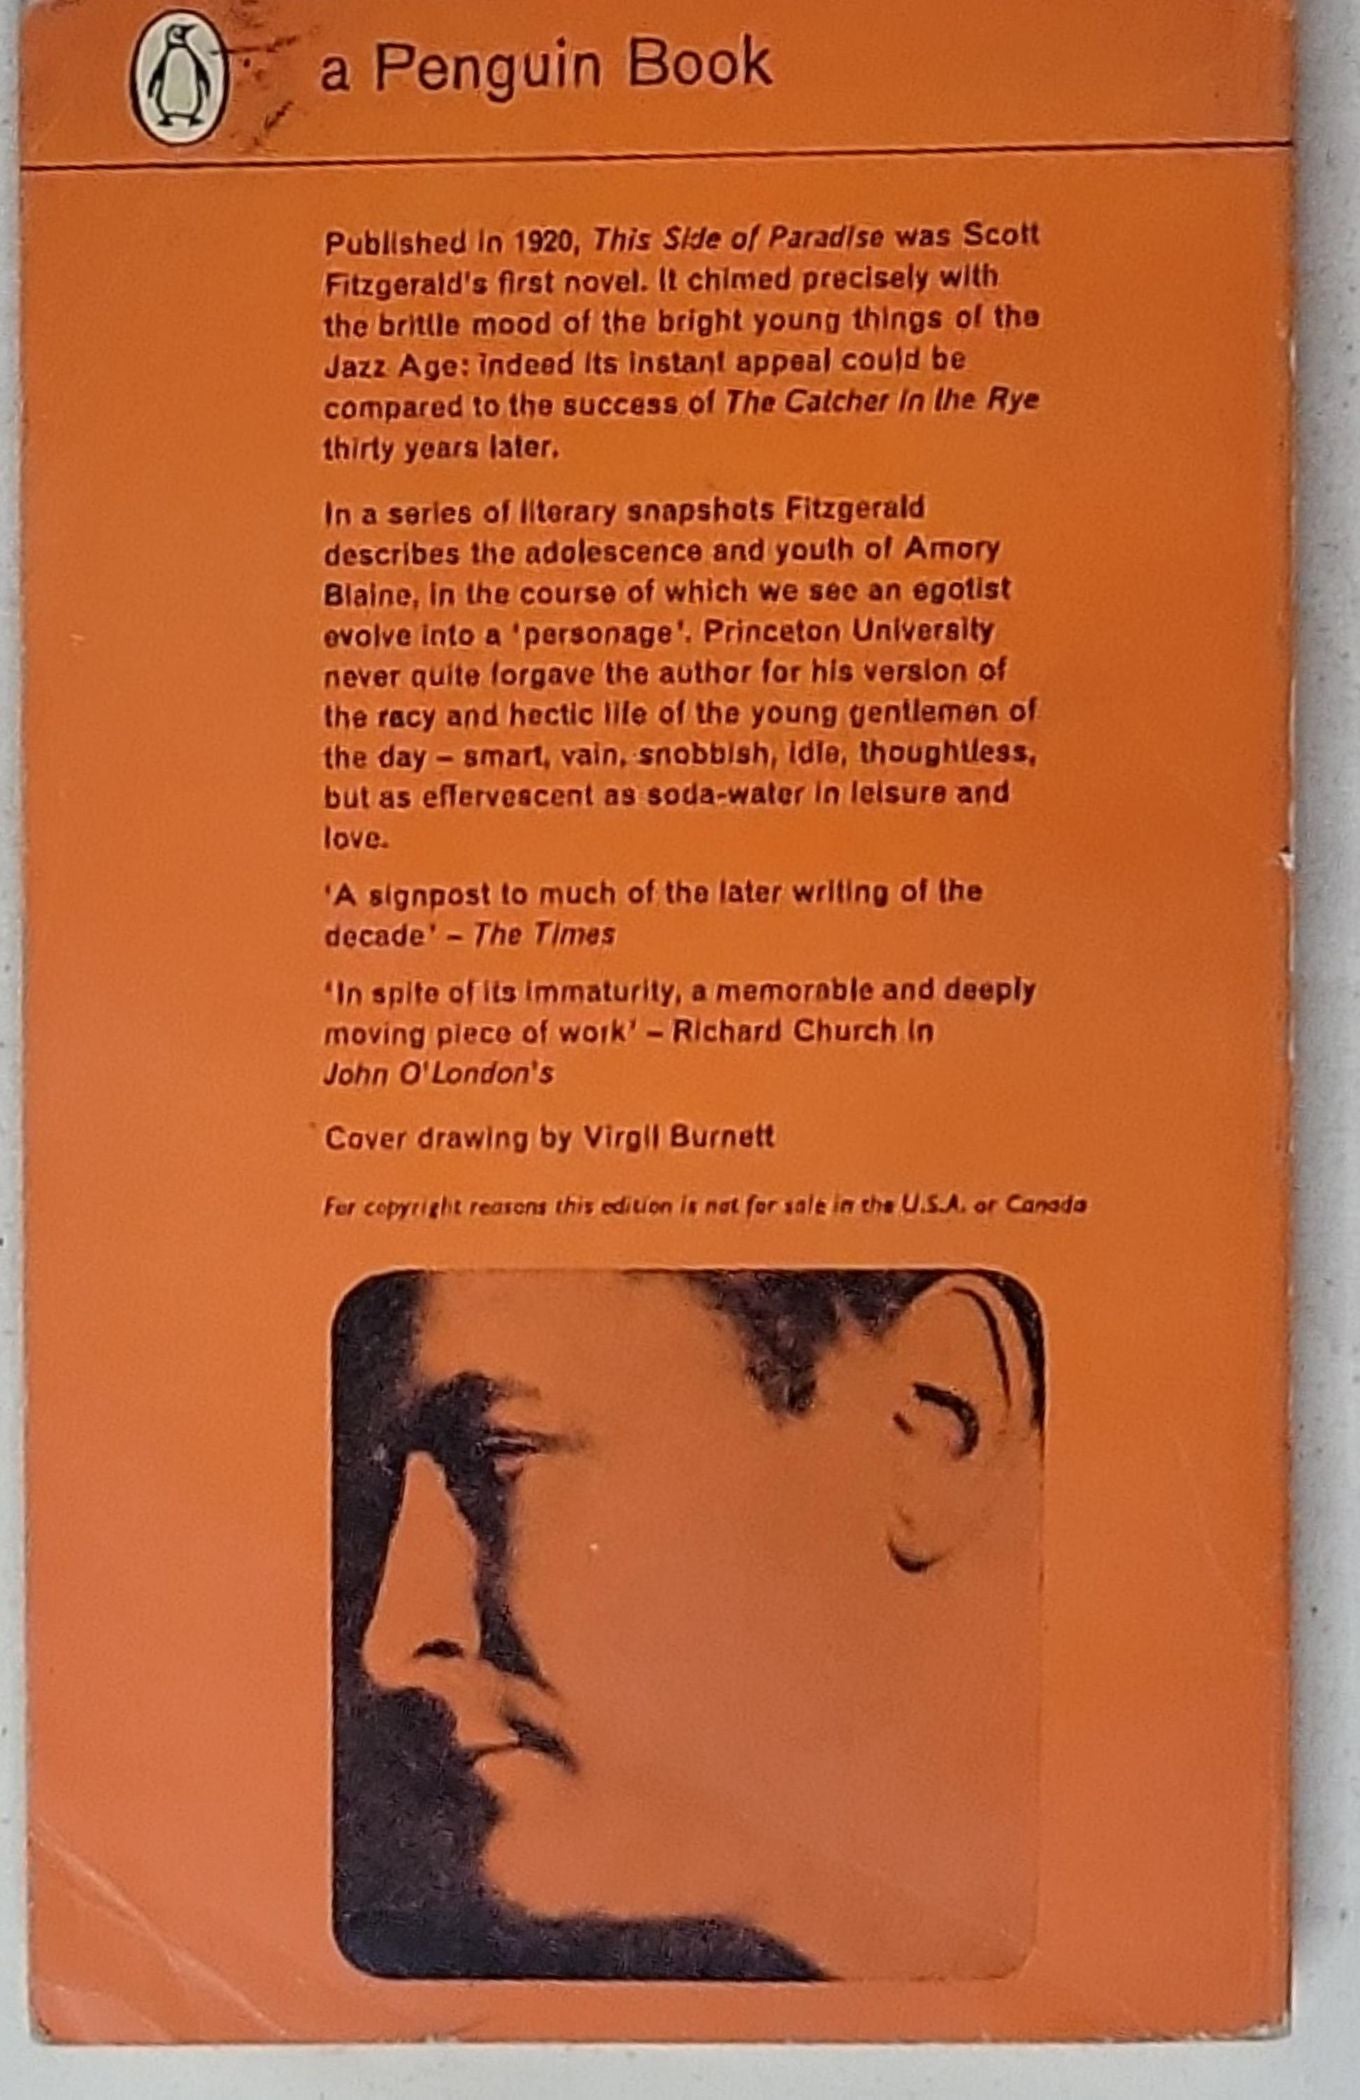 a Penguin Book
Published in 1920, This Side of Paradise was Scott
Fitzgerald's first novel. It chimed precisely with
the brittle mood of the bright young things of the
Jazz Age: indeed its instant appeal could be
compared to the success of The Catcher in the Rye
thirty years later.
In a series of literary snapshots Fitzgerald
describes the adolescence and youth of Amory
Blaine, in the course of which we see an egotist
evolve into a 'personage'. Princeton University
never quite forgave the author for his version of
the racy and hectic life of the young gentlemen of
the day – smart, vain, snobbish, idle, thoughtless,
but as effervescent as soda-water in leisure and
love.
'A signpost to much of the later writing of the
decade' – The Times
'In spite of its immaturity, a memorable and deeply
moving piece of work' – Richard Church in
John O'London's
Cover drawing by Virgil Burnett
For copyright reasons this edition is not for sale in the U.S.A. or Canada